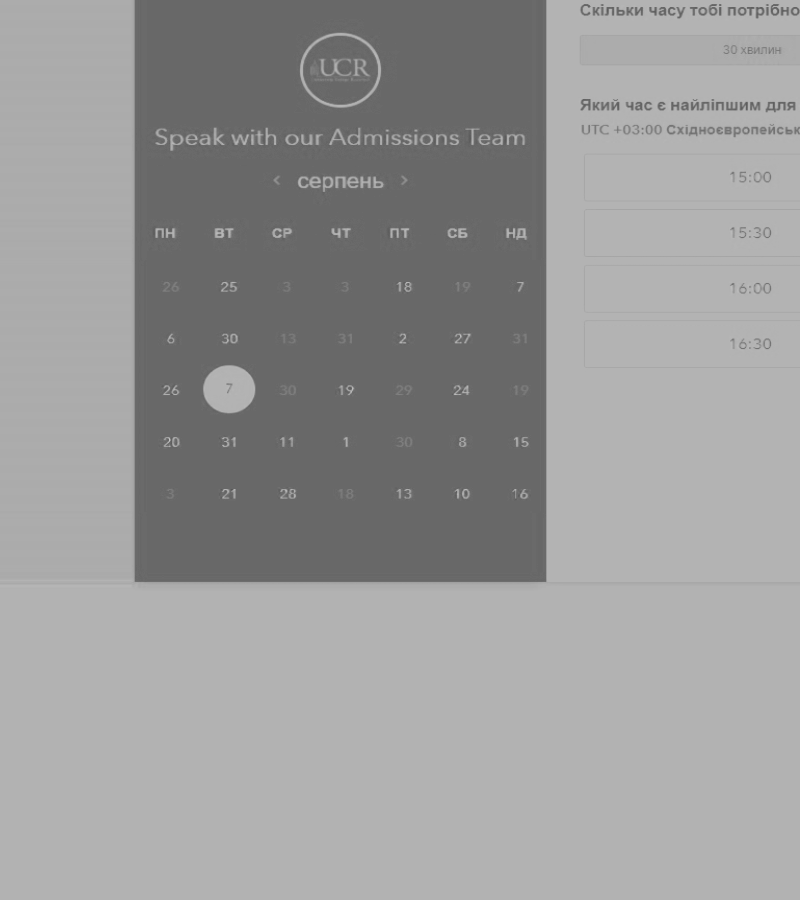 UCR
Speak with our Admissions Team
< серпень >
ПН ВТ СР ЧТ ПТ СБ НД
26 25 3 3 18 19 7
6 30 13 31 2 27 31
26 7 30 19 29 24 19
20 31 11 1 30 8 15
3 21 28 18 13 10 16
Скільки часу тобі потрібно
30 хвилин
Який час є найліпшим для
UTC +03:00 Східноєвропейськ
15:00
15:30
16:00
16:30